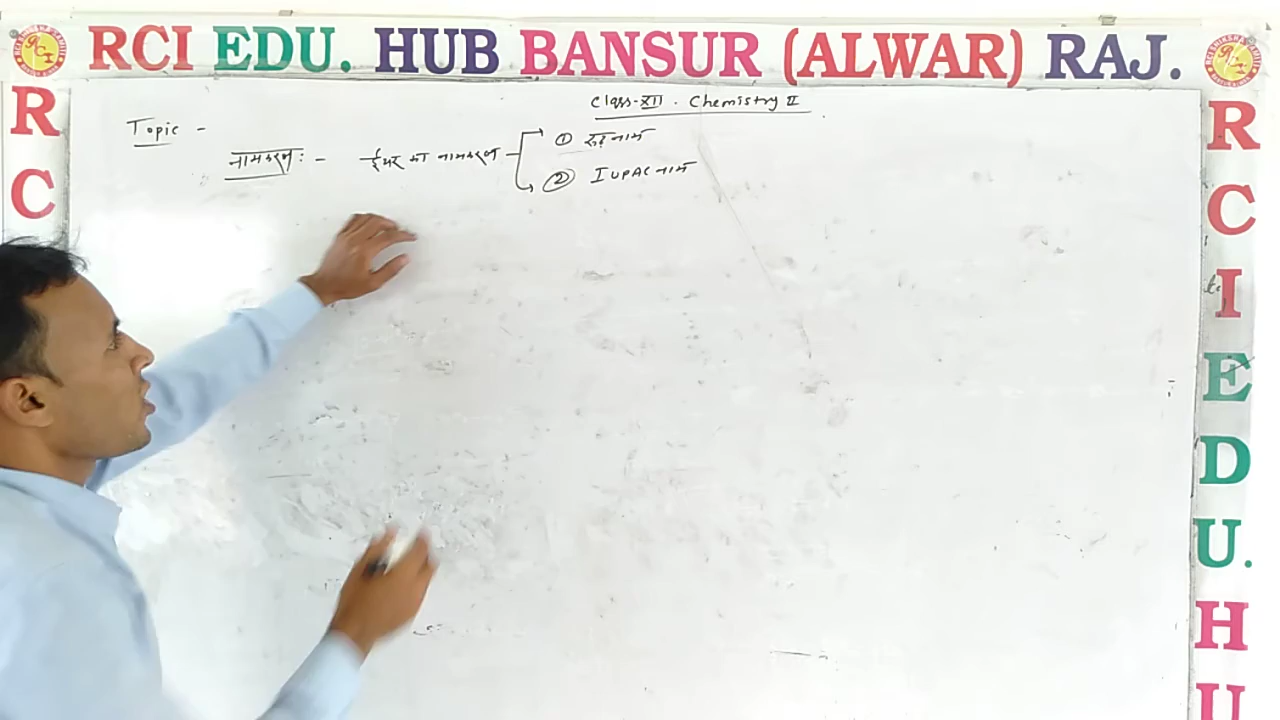 RCI EDU. HUB BANSUR (ALWAR) RAJ.
R
C
R
C
I
E
D
U.
H
U
Class-XII. Chemistry II
Topic -
नामकरण : - ईथर का नामकरण
① रूढ़ नाम
② IUPAC नाम